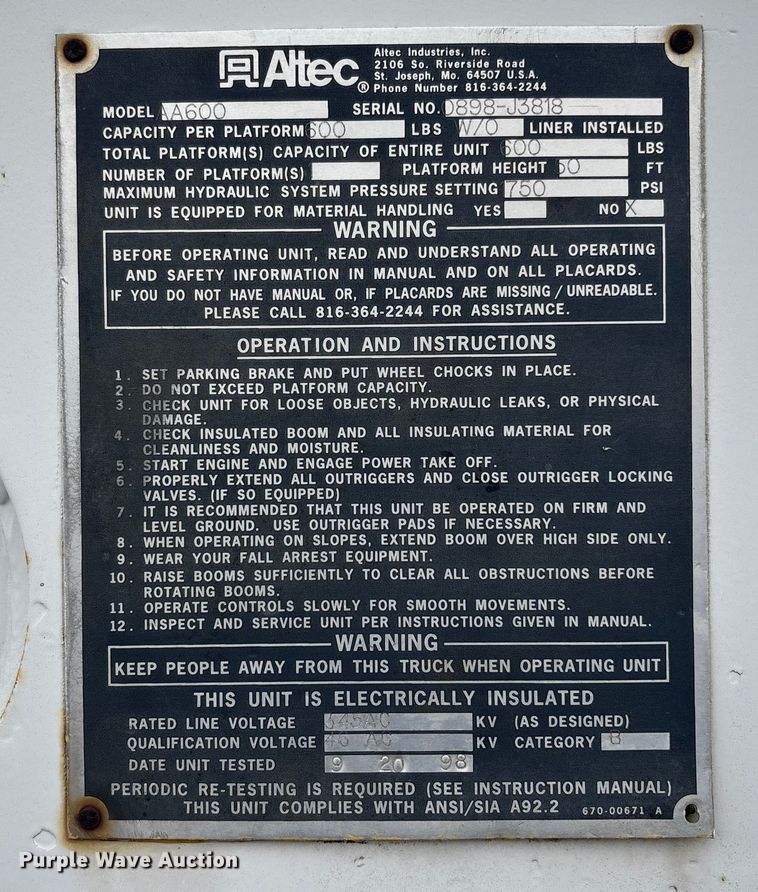 Altec®
Altec Industries, Inc.
2106 So. Riverside Road
St. Joseph, Mo. 64507 U.S.A.
Phone Number 816-364-2244
MODEL AA600 SERIAL NO. 0898-J3818
CAPACITY PER PLATFORM 600 LBS W/O LINER INSTALLED
TOTAL PLATFORM(S) CAPACITY OF ENTIRE UNIT 600 LBS
NUMBER OF PLATFORM(S) PLATFORM HEIGHT FT
MAXIMUM HYDRAULIC SYSTEM PRESSURE SETTING PSI
UNIT IS EQUIPPED FOR MATERIAL HANDLING YES NO X
WARNING
BEFORE OPERATING UNIT, READ AND UNDERSTAND ALL OPERATING
AND SAFETY INFORMATION IN MANUAL AND ON ALL PLACARDS.
IF YOU DO NOT HAVE MANUAL OR, IF PLACARDS ARE MISSING / UNREADABLE.
PLEASE CALL 816-364-2244 FOR ASSISTANCE.
OPERATION AND INSTRUCTIONS
1. SET PARKING BRAKE AND PUT WHEEL CHOCKS IN PLACE.
2. DO NOT EXCEED PLATFORM CAPACITY.
3. CHECK UNIT FOR LOOSE OBJECTS, HYDRAULIC LEAKS, OR PHYSICAL
DAMAGE.
4. CHECK INSULATED BOOM AND ALL INSULATING MATERIAL FOR
CLEANLINESS AND MOISTURE.
5. START ENGINE AND ENGAGE POWER TAKE OFF.
6. PROPERLY EXTEND ALL OUTRIGGERS AND CLOSE OUTRIGGER LOCKING
VALVES. (IF SO EQUIPPED)
7. IT IS RECOMMENDED THAT THIS UNIT BE OPERATED ON FIRM AND
LEVEL GROUND. USE OUTRIGGER PADS IF NECESSARY.
8. WHEN OPERATING ON SLOPES, EXTEND BOOM OVER HIGH SIDE ONLY.
9. WEAR YOUR FALL ARREST EQUIPMENT.
10. RAISE BOOMS SUFFICIENTLY TO CLEAR ALL OBSTRUCTIONS BEFORE
ROTATING BOOMS.
11. OPERATE CONTROLS SLOWLY FOR SMOOTH MOVEMENTS.
12. INSPECT AND SERVICE UNIT PER INSTRUCTIONS GIVEN IN MANUAL.
WARNING
KEEP PEOPLE AWAY FROM THIS TRUCK WHEN OPERATING UNIT
THIS UNIT IS ELECTRICALLY INSULATED
RATED LINE VOLTAGE KV (AS DESIGNED)
QUALIFICATION VOLTAGE KV CATEGORY B
DATE UNIT TESTED 9 20 98
PERIODIC RE-TESTING IS REQUIRED (SEE INSTRUCTION MANUAL)
THIS UNIT COMPLIES WITH ANSI/SIA A92.2 670-00671 A
Purple Wave Auction